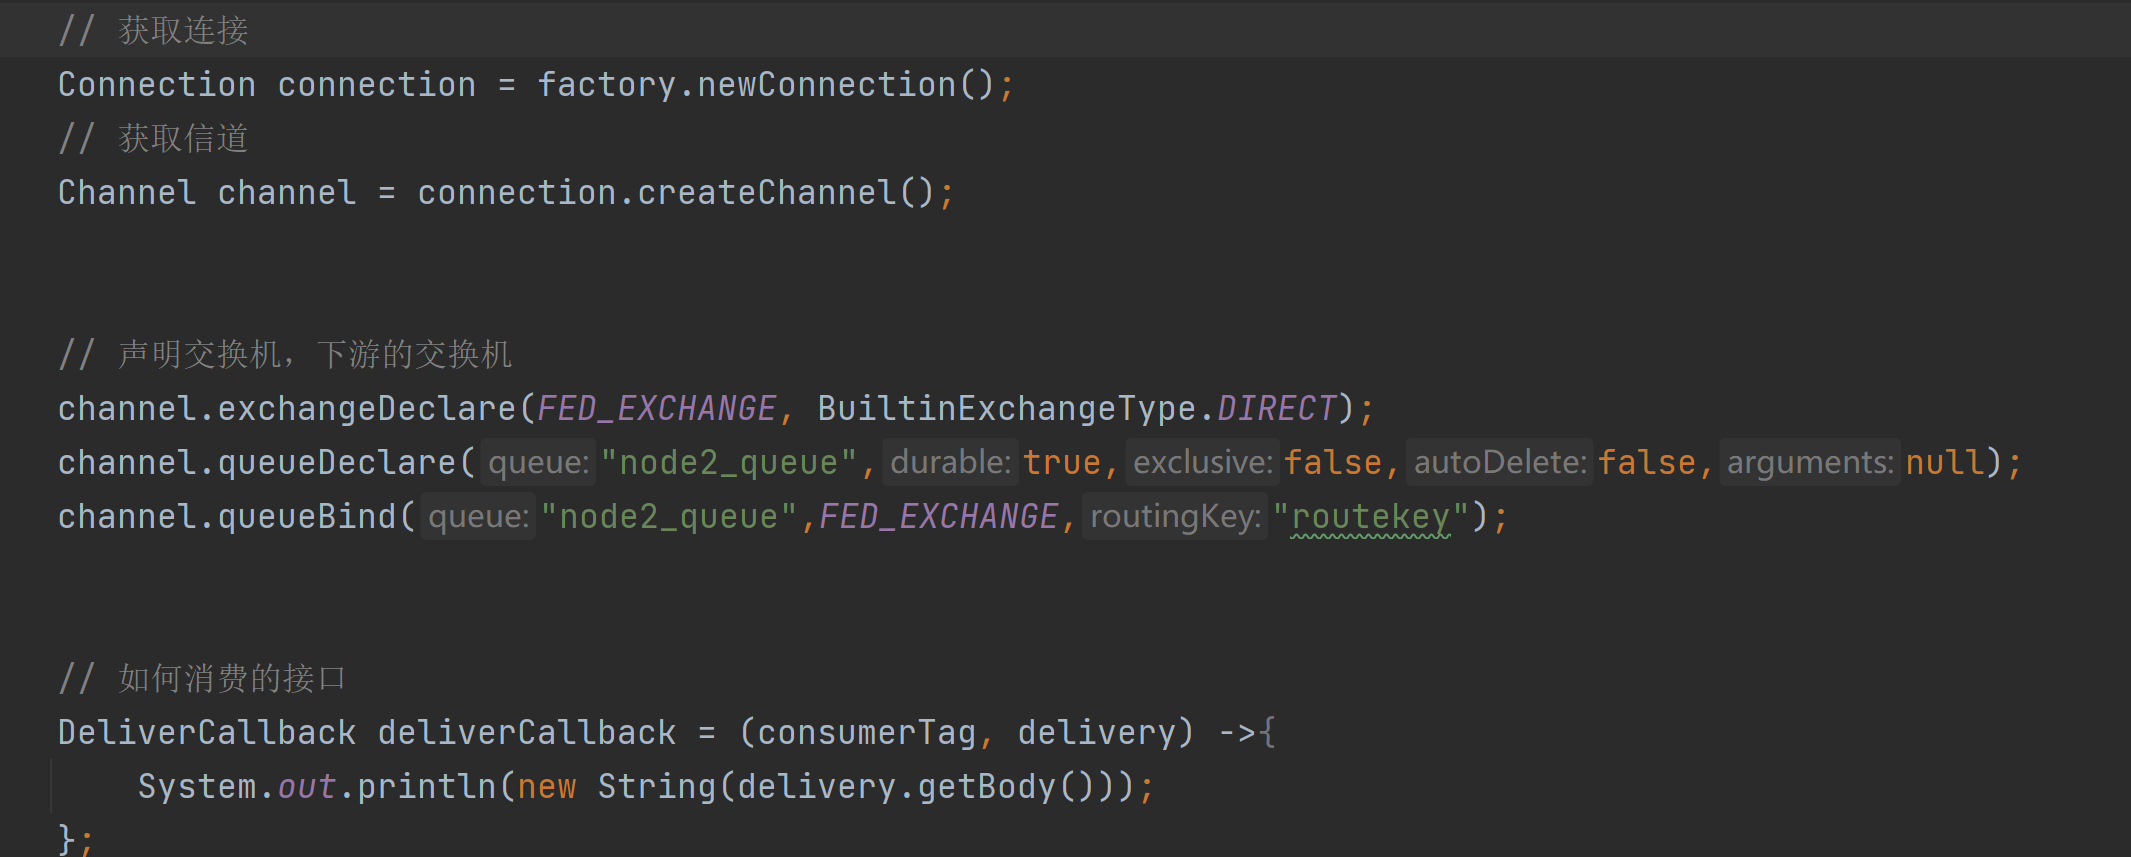 // 获取连接
Connection connection = factory.newConnection();
// 获取信道
Channel channel = connection.createChannel();
// 声明交换机，下游的交换机
channel.exchangeDeclare(FED_EXCHANGE, BuiltinExchangeType.DIRECT);
channel.queueDeclare( queue: "node2_queue", durable: true, exclusive: false, autoDelete: false, arguments: null);
channel.queueBind( queue: "node2_queue",FED_EXCHANGE, routingKey: "routekey");
// 如何消费的接口
DeliverCallback deliverCallback = (consumerTag, delivery) ->{
System.out.println(new String(delivery.getBody()));
};